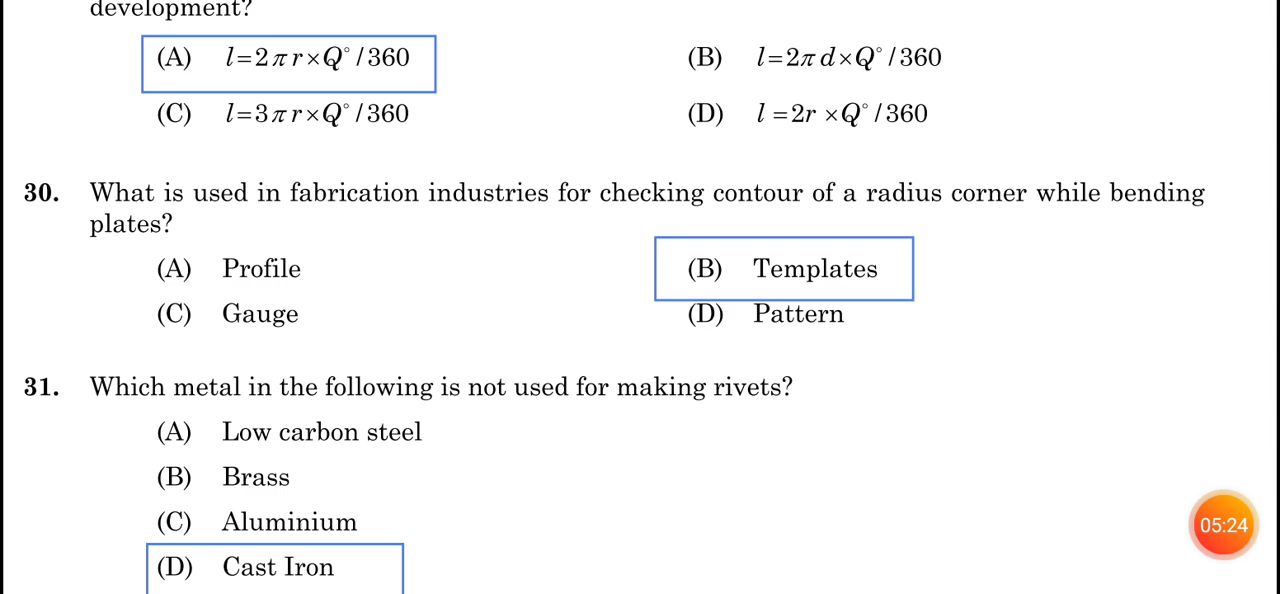 development?
(A) l=2πr×Q°/360 (B) l=2πd×Q°/360
(C) l=3πr×Q°/360 (D) l =2r ×Q°/360
30. What is used in fabrication industries for checking contour of a radius corner while bending
plates?
(A) Profile (B) Templates
(C) Gauge (D) Pattern
31. Which metal in the following is not used for making rivets?
(A) Low carbon steel
(B) Brass
(C) Aluminium
05:24
(D) Cast Iron